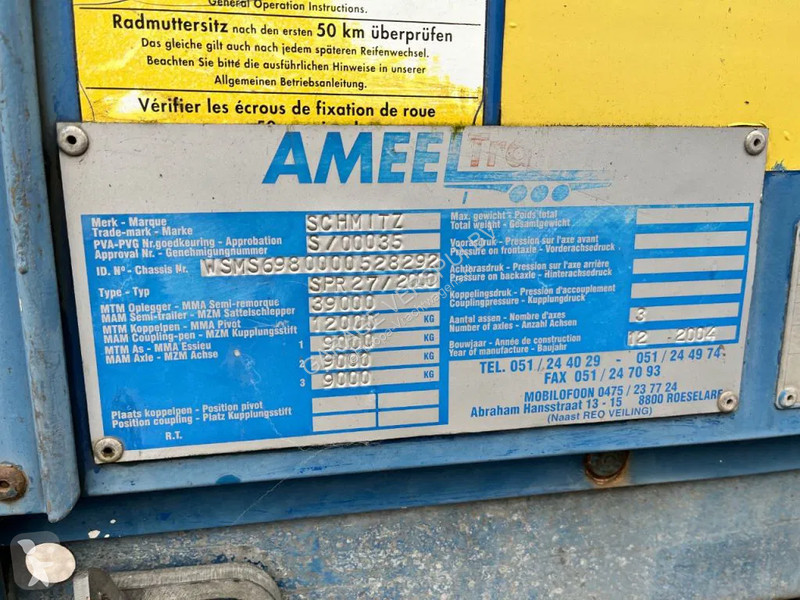 General Operation Instructions.
Radmuttersitz nach den ersten 50 km überprüfen
Das gleiche gilt auch nach jedem späteren Reifenwechsel.
Beachten Sie bitte die ausführlichen Hinweise in unserer
Allgemeinen Betriebsanleitung.
Vérifier les écrous de fixation de roue
AMEEL
Merk - Marque
Trade-mark - Marke
SCHMITZ
PVA-PVG Nr.goedkeuring - Approbation
Approval Nr. - Genehmigungnummer
S/00035
ID. N° - Chassis Nr. WSMS6980000528292
Type - Typ
MTM Oplegger - MMA Semi-remorque
MAM Semi-trailer - MZM Sattelschlepper
39000 KG
MTM Koppelpen - MMA Pivot
MAM Coupling-pen - MZM Kupplungsstift
12000 KG
MTM As - MMA Essieu
MAM Axle - MZM Achse
1 9000 KG
2 9000 KG
3 9000 KG
Plaats koppelpen - Position pivot
Position coupling - Platz Kupplungsstift
R.T.
Max. gewicht - Poids total
Total weight - Gesamtgewicht
Voorasdruk - Pression sur l'axe avant
Pressure on frontaxle - Vorderachsdruck
Achterasdruk - Pression sur l'axe arrière
Pressure on backaxle - Hinterachsdruck
Koppelingsdruk - Pression d'accouplement
Couplingpressure - Kupplungdruck
Aantal assen - Nombre d'axes
Number of axles - Anzahl Achsen
3
Bouwjaar - Année de construction
Year of manufacture - Baujahr
12 - 2004
TEL. 051 / 24 40 29 - 051 / 24 49 74
FAX 051 / 24 70 93
MOBILOFOON 0475 / 23 77 24
Abraham Hansstraat 13 - 15 8800 ROESELARE
(Naast REO VEILING)